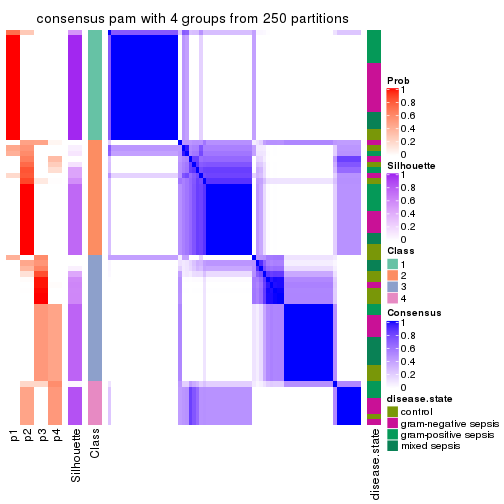 consensus pam with 4 groups from 250 partitions
Prob
1
0.8
0.6
0.4
0.2
0
Silhouette
1
0.8
0.6
0.4
0.2
0
Class
1
2
3
4
Consensus
1
0.8
0.6
0.4
0.2
0
disease.state
control
gram-negative sepsis
gram-positive sepsis
mixed sepsis
p1
p2
p3
p4
Silhouette
Class
disease.state